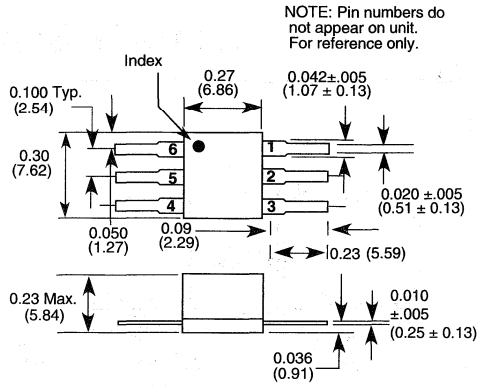 NOTE: Pin numbers do
not appear on unit.
For reference only.
Index
0.27
(6.86)
0.042±.005
(1.07 ± 0.13)
0.100 Typ.
(2.54)
0.30
(7.62)
6
1
5
2
4
3
0.020 ±.005
(0.51 ± 0.13)
0.050
(1.27)
0.09
(2.29)
0.23 (5.59)
0.23 Max.
(5.84)
0.010
±.005
(0.25 ± 0.13)
0.036
(0.91)